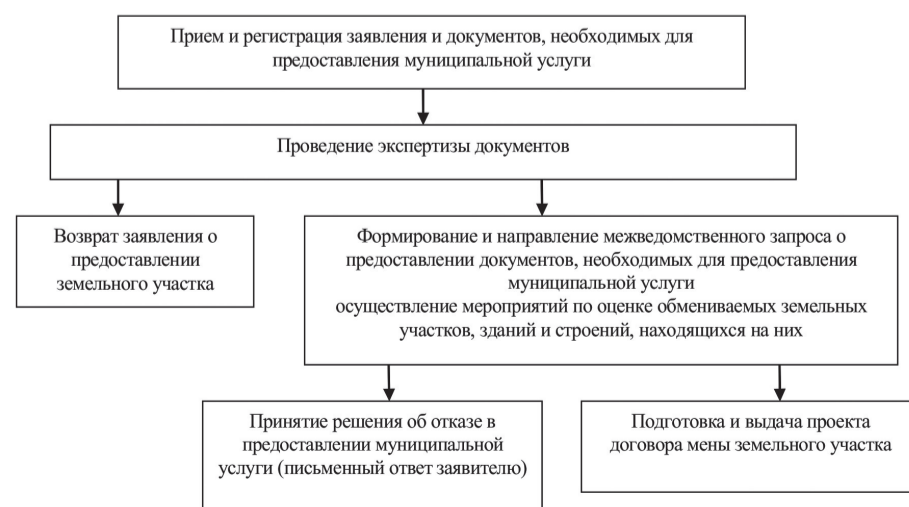 Прием и регистрация заявления и документов, необходимых для
предоставления муниципальной услуги
Проведение экспертизы документов
Возврат заявления о
предоставлении
земельного участка
Формирование и направление межведомственного запроса о
предоставлении документов, необходимых для предоставления
муниципальной услуги
осуществление мероприятий по оценке обмениваемых земельных
участков, зданий и строений, находящихся на них
Принятие решения об отказе в
предоставлении муниципальной
услуги (письменный ответ заявителю)
Подготовка и выдача проекта
договора мены земельного участка